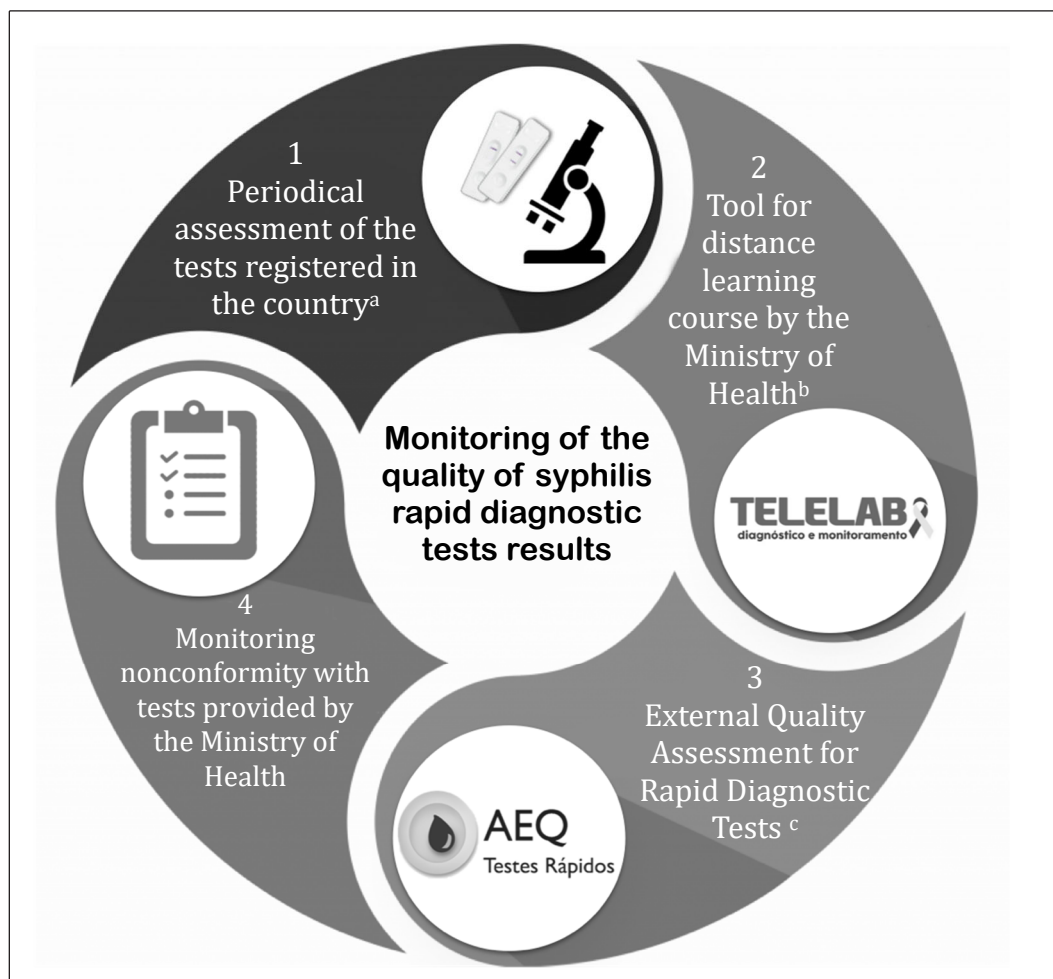 1
Periodical
assessment of the
tests registered in
the countryᵃ
2
Tool for
distance
learning
course by the
Ministry of
Healthᵇ
TELELAB
diagnóstico e monitoramento
Monitoring of the
quality of syphilis
rapid diagnostic
tests results
3
External Quality
Assessment for
Rapid Diagnostic
Tests ᶜ
AEQ
Testes Rápidos
4
Monitoring
nonconformity with
tests provided by
the Ministry of
Health